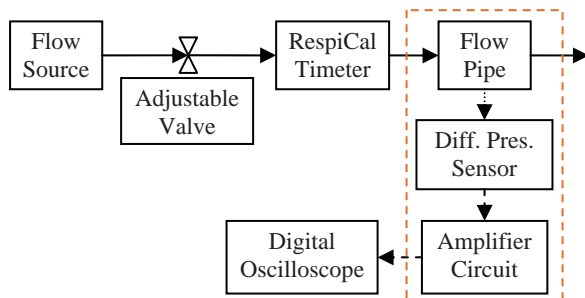 Flow
Source
Adjustable
Valve
RespiCal
Timeter
Flow
Pipe
Diff. Pres.
Sensor
Amplifier
Circuit
Digital
Oscilloscope